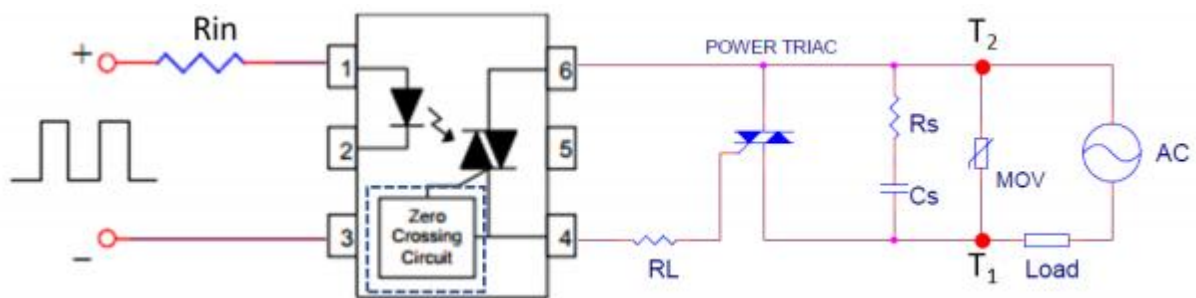 Rin
+
−
1
2
3
6
5
4
Zero
Crossing
Circuit
POWER TRIAC
RL
Rs
Cs
T₂
MOV
T₁
Load
AC